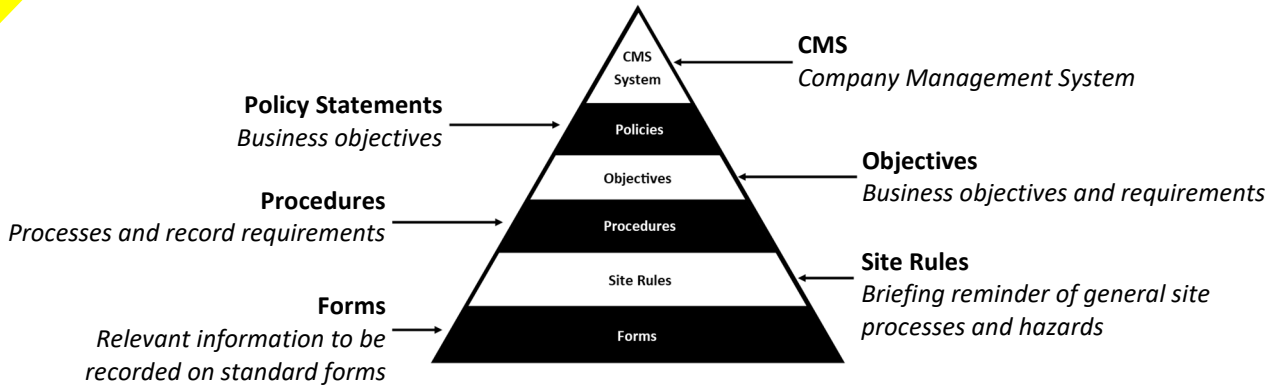 CMS
System
Policies
Objectives
Procedures
Site Rules
Forms
CMS
Company Management System
Policy Statements
Business objectives
Objectives
Business objectives and requirements
Procedures
Processes and record requirements
Site Rules
Briefing reminder of general site
processes and hazards
Forms
Relevant information to be
recorded on standard forms